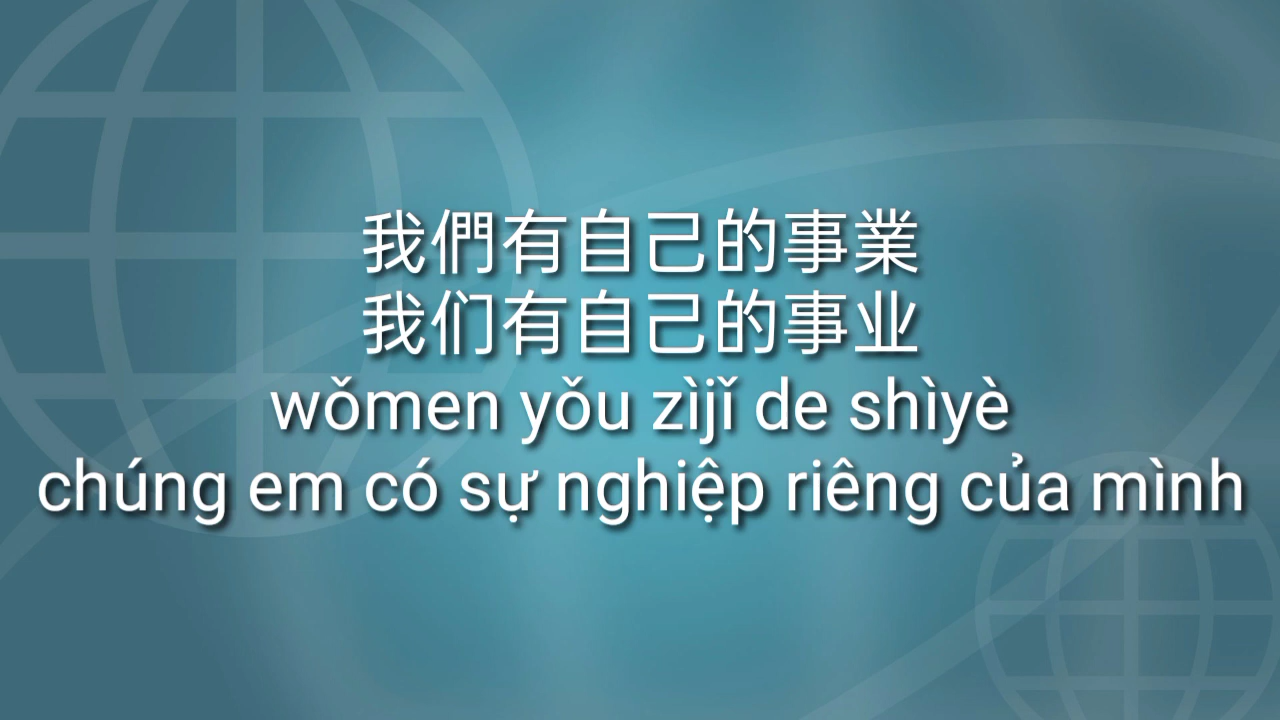 我們有自己的事業
我们有自己的事业
wǒmen yǒu zìjǐ de shìyè
chúng em có sự nghiệp riêng của mình